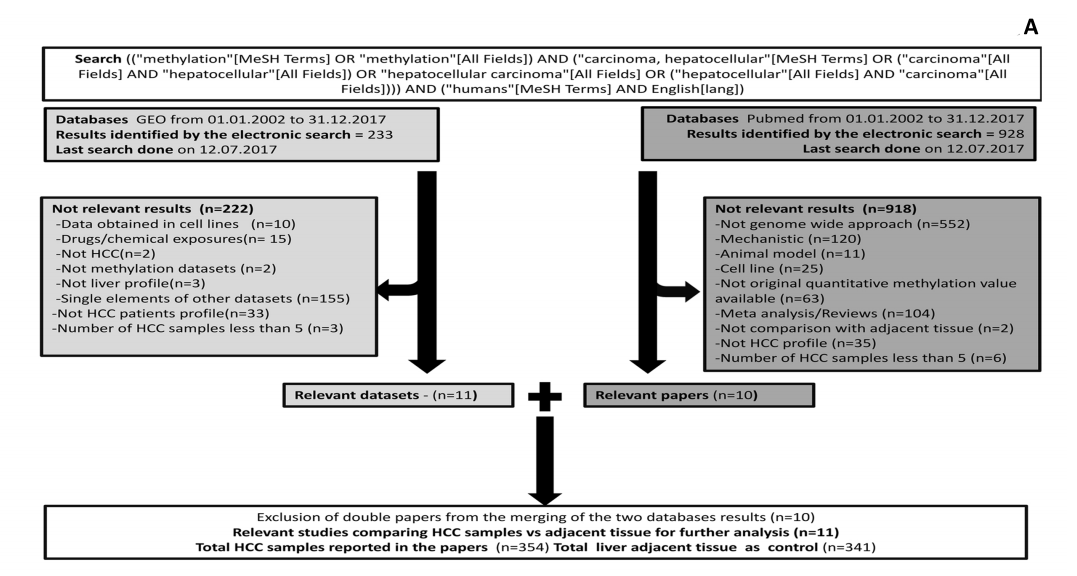 A
Search (("methylation"[MeSH Terms] OR "methylation"[All Fields]) AND ("carcinoma, hepatocellular"[MeSH Terms] OR ("carcinoma"[All
Fields] AND "hepatocellular"[All Fields]) OR "hepatocellular carcinoma"[All Fields] OR ("hepatocellular"[All Fields] AND "carcinoma"[All
Fields]))) AND ("humans"[MeSH Terms] AND English[lang])
Databases GEO from 01.01.2002 to 31.12.2017
Results identified by the electronic search = 233
Last search done on 12.07.2017
Databases Pubmed from 01.01.2002 to 31.12.2017
Results identified by the electronic search = 928
Last search done on 12.07.2017
Not relevant results (n=222)
-Data obtained in cell lines (n=10)
-Drugs/chemical exposures(n= 15)
-Not HCC(n=2)
-Not methylation datasets (n=2)
-Not liver profile(n=3)
-Single elements of other datasets (n=155)
-Not HCC patients profile(n=33)
-Number of HCC samples less than 5 (n=3)
Not relevant results (n=918)
-Not genome wide approach (n=552)
-Mechanistic (n=120)
-Animal model (n=11)
-Cell line (n=25)
-Not original quantitative methylation value
available (n=63)
-Meta analysis/Reviews (n=104)
-Not comparison with adjacent tissue (n=2)
-Not HCC profile (n=35)
-Number of HCC samples less than 5 (n=6)
Relevant datasets - (n=11)
Relevant papers (n=10)
Exclusion of double papers from the merging of the two databases results (n=10)
Relevant studies comparing HCC samples vs adjacent tissue for further analysis (n=11)
Total HCC samples reported in the papers (n=354) Total liver adjacent tissue as control (n=341)